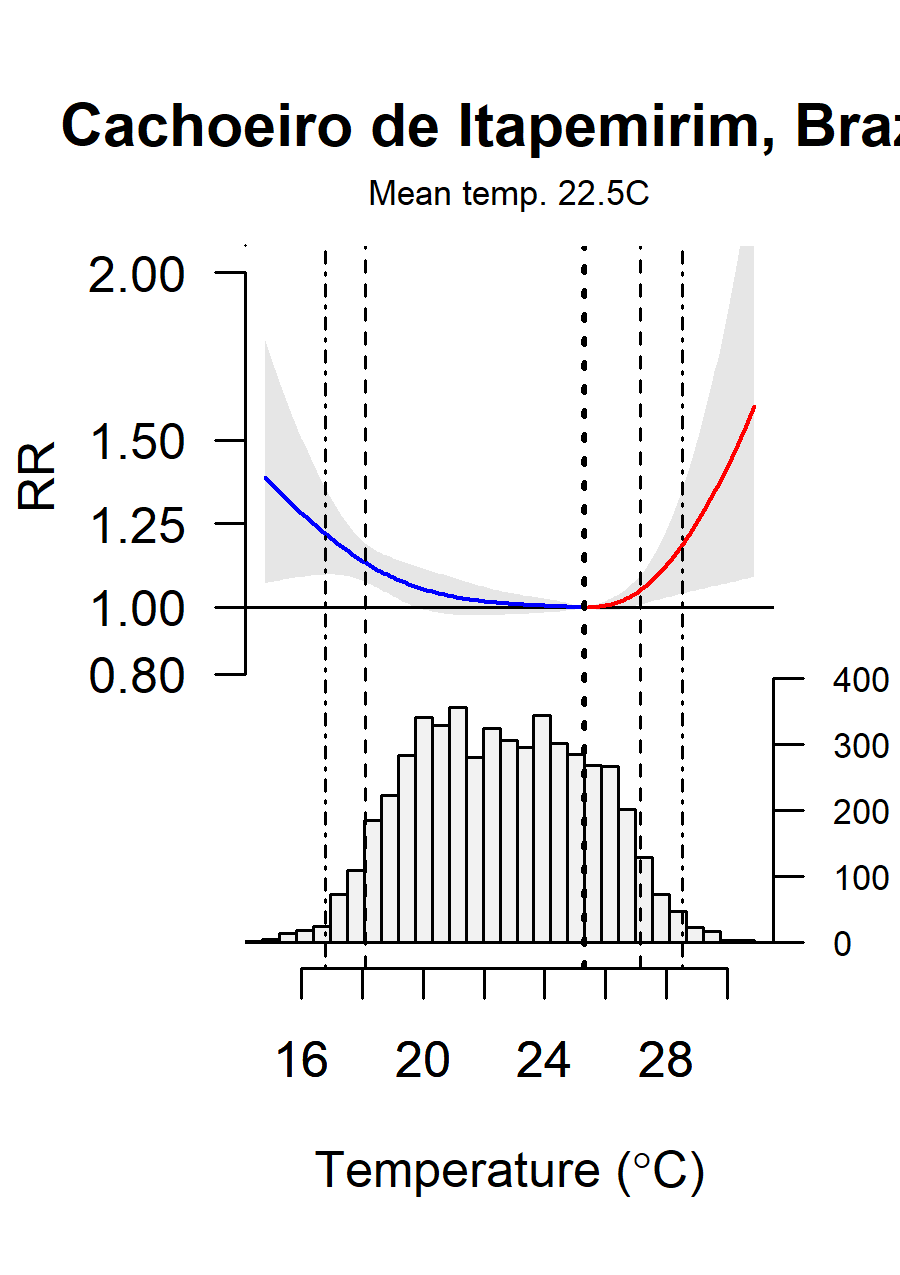 Cachoeiro de Itapemirim, Braz
Mean temp. 22.5C
2.00
1.50
1.25
1.00
0.80
RR
400
300
200
100
0
16 20 24 28
Temperature (°C)